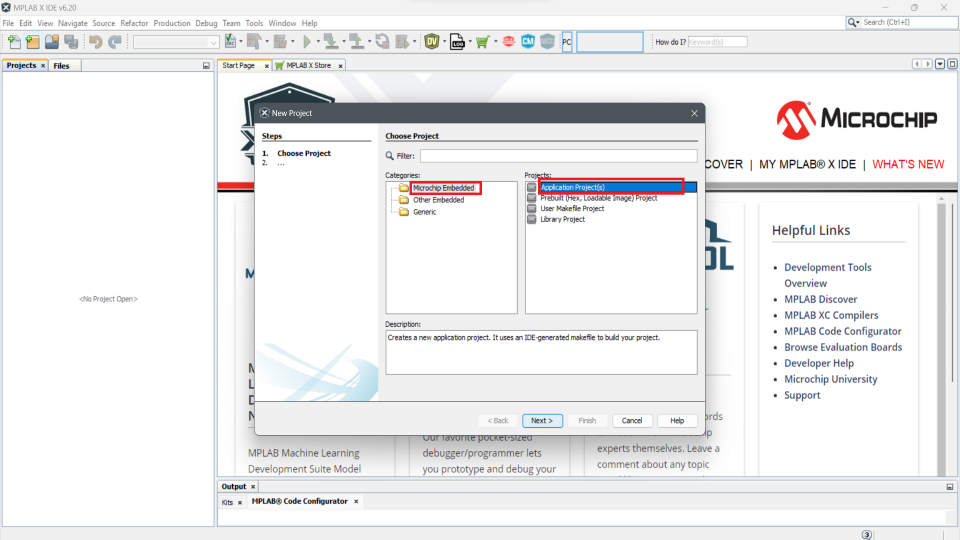 MPLAB X IDE v6.20
File Edit View Navigate Source Refactor Production Debug Team Tools Window Help
Search (Ctrl+I)
DV
LOG
CM
PC
How do I? Keyword(s)
Projects × Files
Start Page × MPLAB X Store ×
MICROCHIP
COVER | MY MPLAB® X IDE | WHAT'S NEW
New Project
Steps
1. Choose Project
2. ...
Choose Project
Filter:
Categories:
Microchip Embedded
Other Embedded
Generic
Projects:
Application Project(s)
Prebuilt (Hex, Loadable Image) Project
User Makefile Project
Library Project
Description:
Creates a new application project. It uses an IDE-generated makefile to build your project.
< Back Next > Finish Cancel Help
<No Project Open>
Helpful Links
• Development Tools
Overview
• MPLAB Discover
• MPLAB XC Compilers
• MPLAB Code Configurator
• Browse Evaluation Boards
• Developer Help
• Microchip University
• Support
MPLAB Machine Learning
Development Suite Model
Our favorite pocket-sized
debugger/programmer lets
you prototype and debug your
experts themselves. Leave a
comment about any topic
Output ×
Kits × MPLAB® Code Configurator ×
3